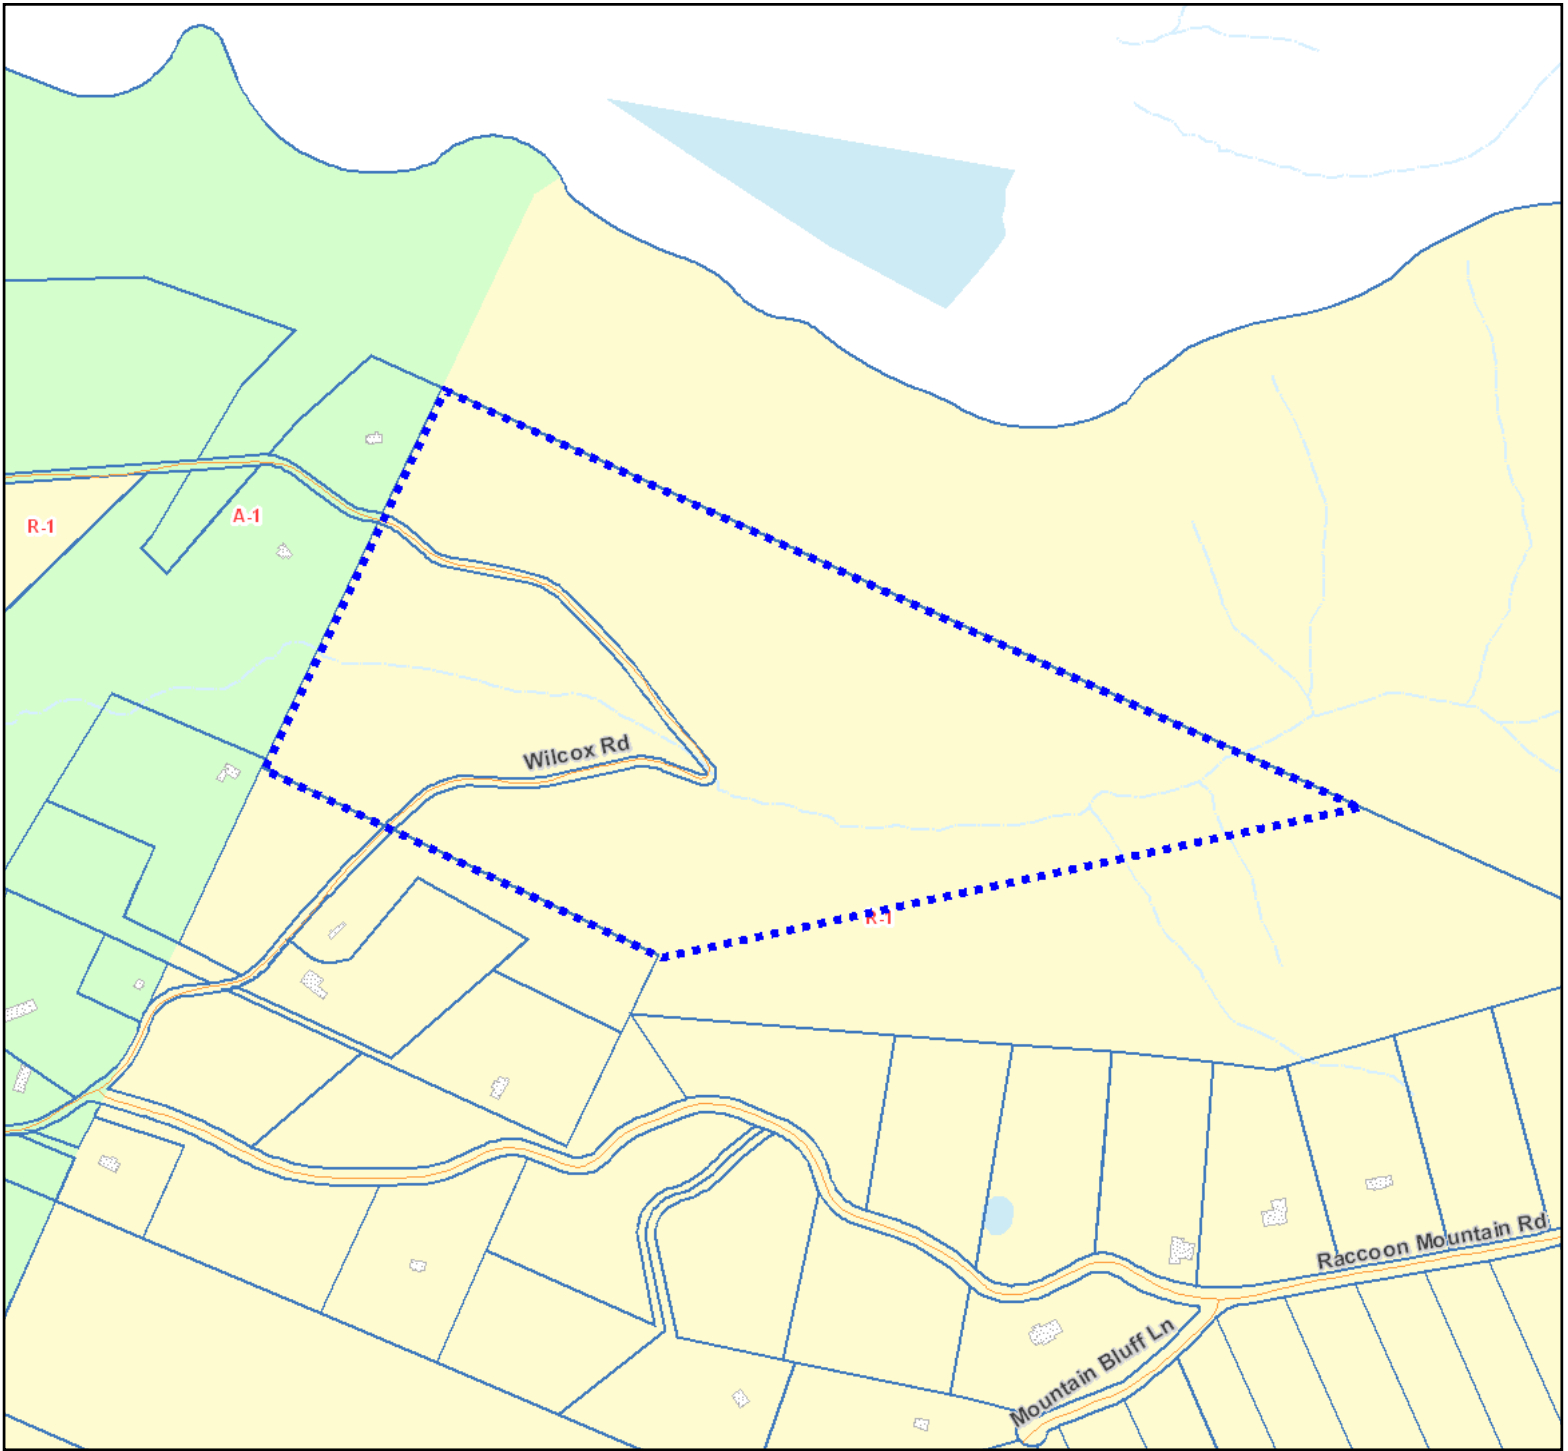 R-1
A-1
Wilcox Rd
R-1
Raccoon Mountain Rd
Mountain Bluff Ln